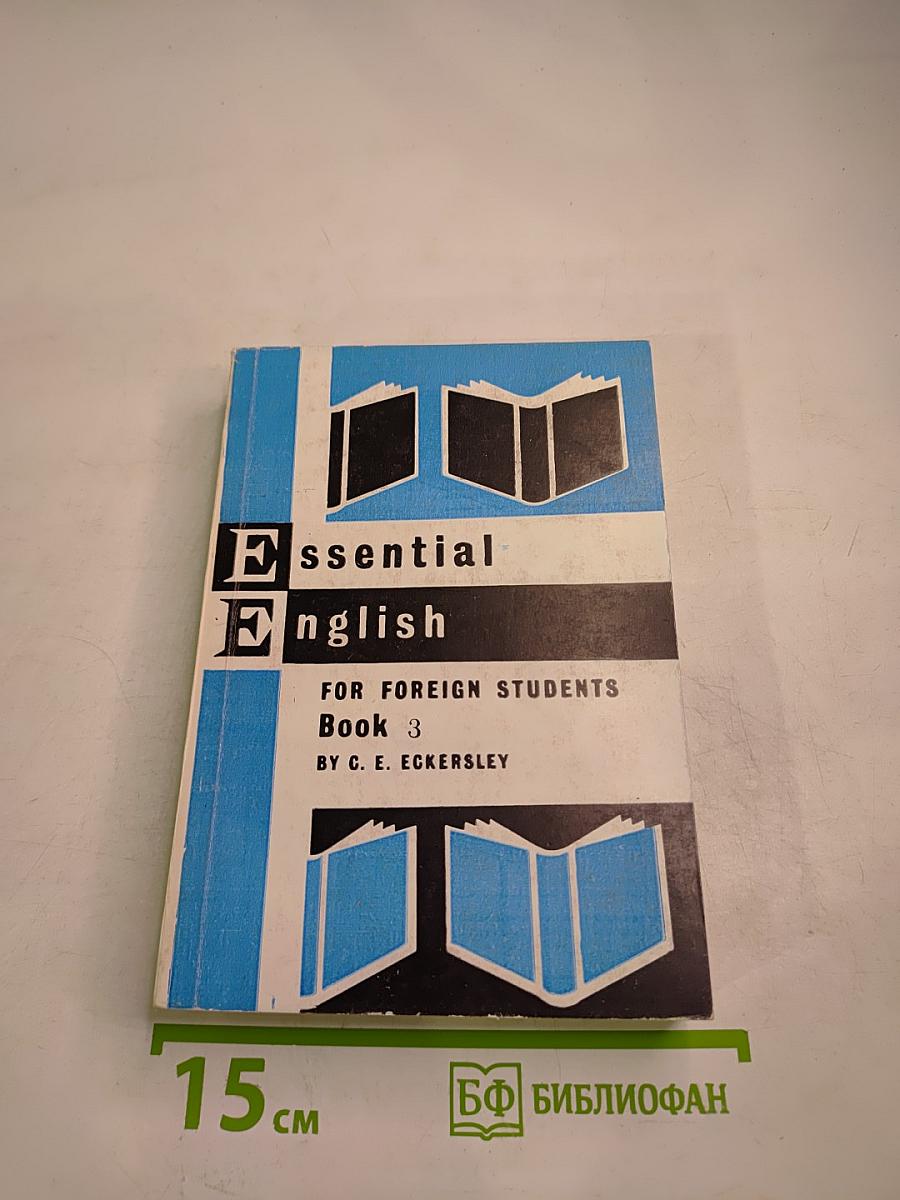 Essential
English
FOR FOREIGN STUDENTS
Book 3
BY C. E. ECKERSLEY
15 см
БФ БИБЛИОФАН